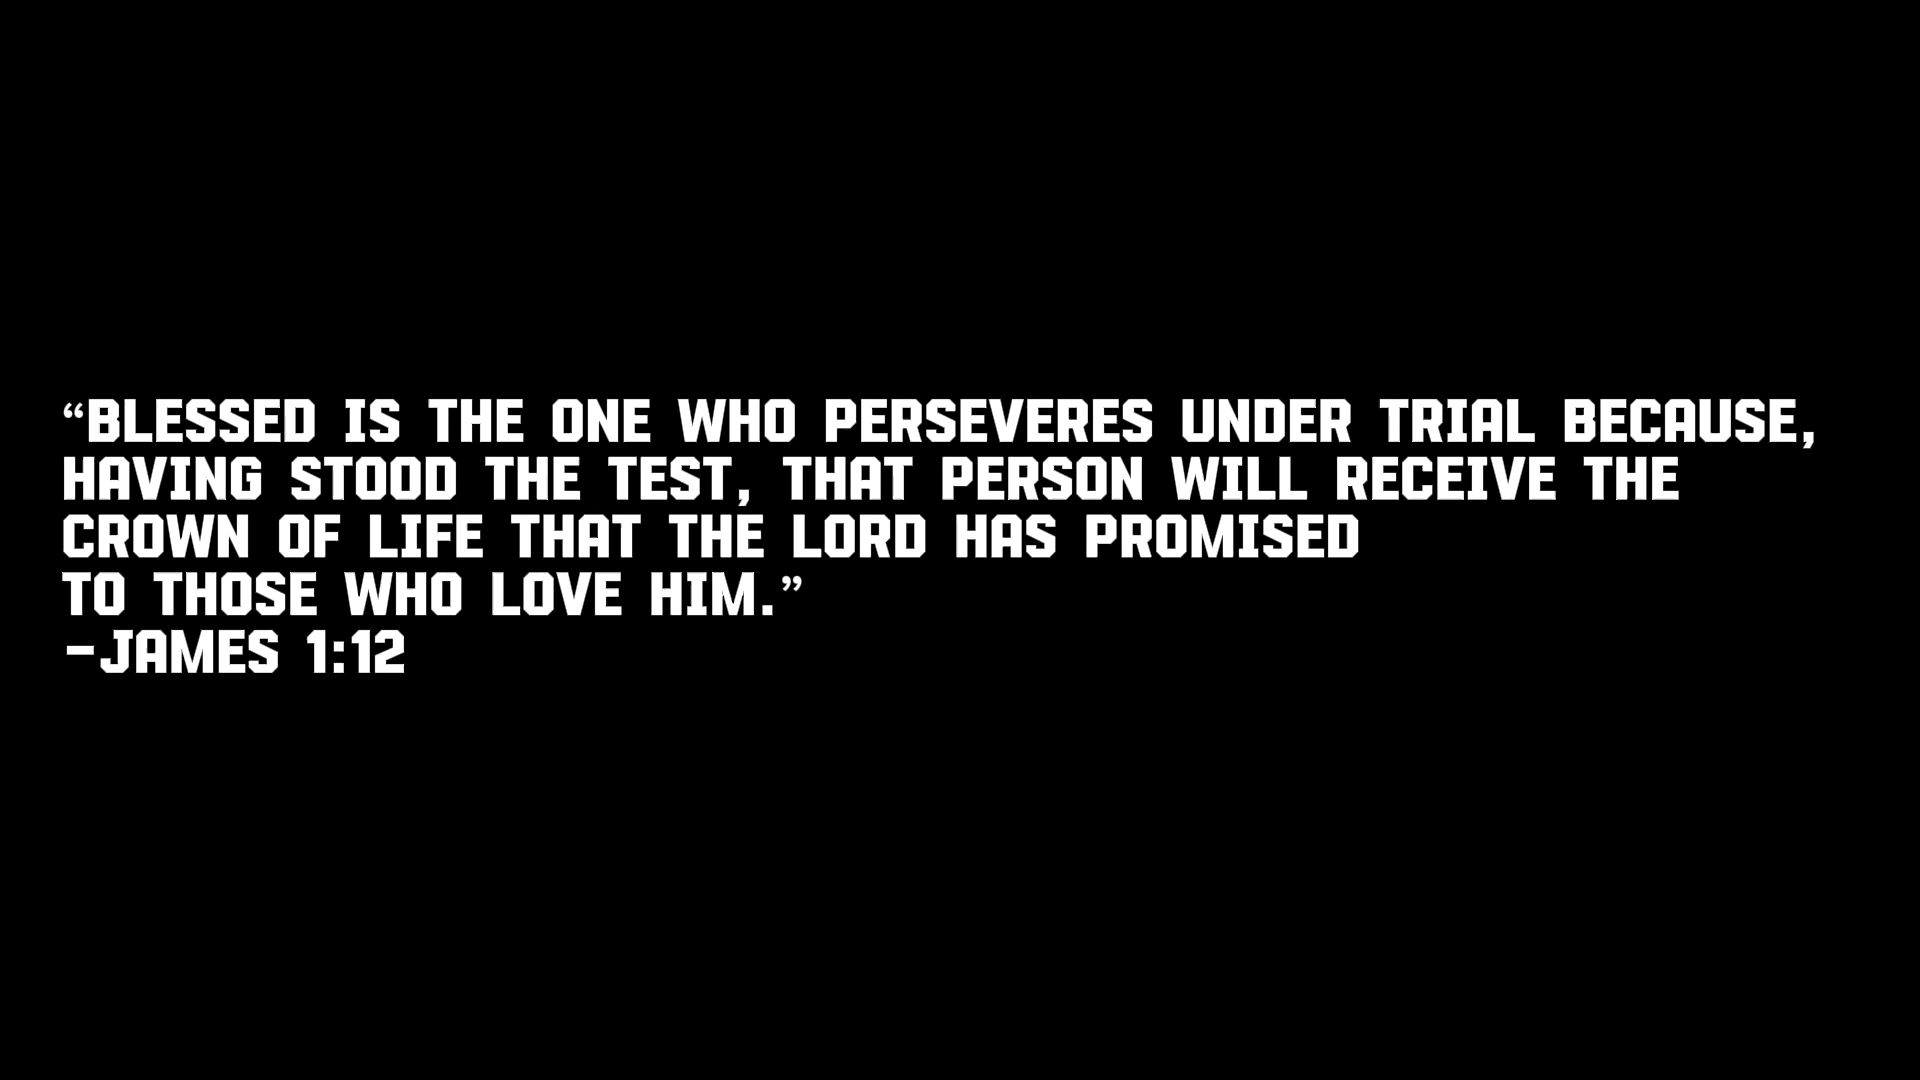 “BLESSED IS THE ONE WHO PERSEVERES UNDER TRIAL BECAUSE,
HAVING STOOD THE TEST, THAT PERSON WILL RECEIVE THE
CROWN OF LIFE THAT THE LORD HAS PROMISED
TO THOSE WHO LOVE HIM.”
-JAMES 1:12